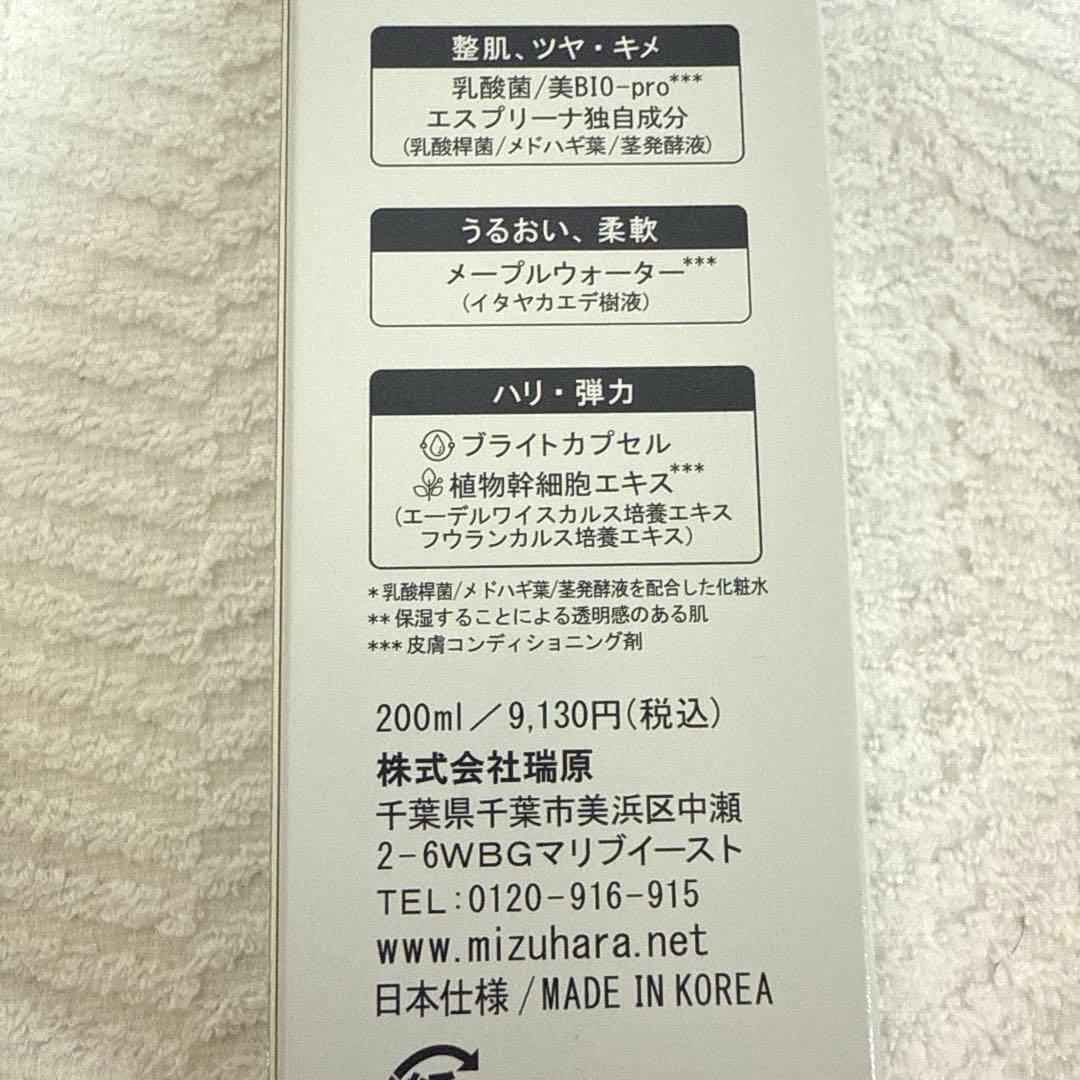 整肌、ツヤ・キメ
乳酸菌/美BIO-pro***
エスプリーナ独自成分
(乳酸桿菌/メドハギ葉/茎発酵液)
うるおい、柔軟
メープルウォーター***
(イタヤカエデ樹液)
ハリ・弾力
ブライトカプセル
植物幹細胞エキス***
(エーデルワイスカルス培養エキス
フウランカルス培養エキス)
*乳酸桿菌/メドハギ葉/茎発酵液を配合した化粧水
**保湿することによる透明感のある肌
***皮膚コンディショニング剤
200ml/9,130円(税込)
株式会社瑞原
千葉県千葉市美浜区中瀬
2-6WBGマリブイースト
TEL:0120-916-915
www.mizuhara.net
日本仕様/MADE IN KOREA